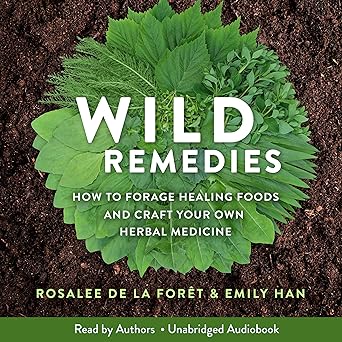 WILD
REMEDIES
HOW TO FORAGE HEALING FOODS
AND CRAFT YOUR OWN
HERBAL MEDICINE
ROSALEE DE LA FORÊT & EMILY HAN
Read by Authors • Unabridged Audiobook